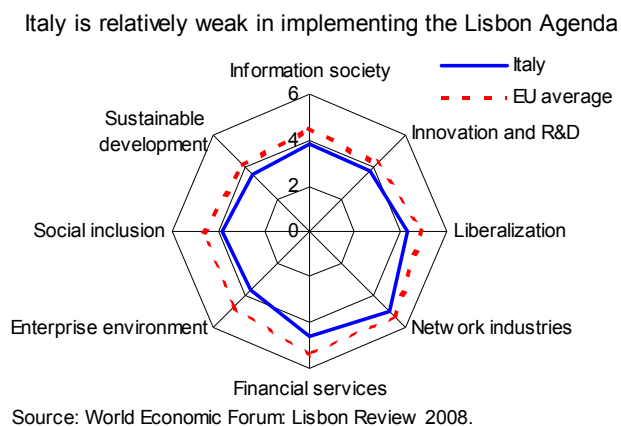 Italy is relatively weak in implementing the Lisbon Agenda
Information society
Italy
EU average
6
Sustainable
development
Innovation and R&D
4
2
Social inclusion
0
Liberalization
Enterprise environment
Network industries
Financial services
Source: World Economic Forum: Lisbon Review 2008.